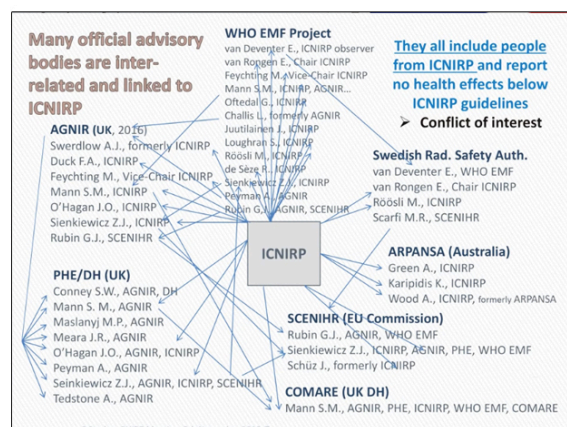 Many official advisory
bodies are inter-
related and linked to
ICNIRP
WHO EMF Project
van Deventer E., ICNIRP observer
van Rongen E., Chair ICNIRP
Feychting M., Vice-Chair ICNIRP
Mann S.M., ICNIRP, AGNIR...
Oftedal G., ICNIRP
Challis L., formerly AGNIR
Juutilainen J., ICNIRP
Loughran S., ICNIRP
Röösli M., ICNIRP
de Sèze R., ICNIRP
Sienkiewicz Z.J., ICNIRP
Peyman A., AGNIR
Rubin G.J., AGNIR, SCENIHR
They all include people
from ICNIRP and report
no health effects below
ICNIRP guidelines
➤ Conflict of interest
AGNIR (UK, 2016)
Swerdlow A.J., formerly ICNIRP
Duck F.A., ICNIRP
Feychting M., Vice-Chair ICNIRP
Mann S.M., ICNIRP
O'Hagan J.O., ICNIRP
Sienkiewicz Z.J., ICNIRP
Rubin G.J., SCENIHR
Swedish Rad. Safety Auth.
van Deventer E., WHO EMF
van Rongen E., Chair ICNIRP
Röösli M., ICNIRP
Scarfi M.R., SCENIHR
ICNIRP
ARPANSA (Australia)
Green A., ICNIRP
Karipidis K., ICNIRP
Wood A., ICNIRP, formerly ARPANSA
PHE/DH (UK)
Conney S.W., AGNIR, DH
Mann S. M., AGNIR
Maslanyj M.P., AGNIR
Meara J.R., AGNIR
O'Hagan J.O., AGNIR, ICNIRP
Peyman A., AGNIR
Seinkiewicz Z.J., AGNIR, ICNIRP, SCENIHR
Tedstone A., AGNIR
SCENIHR (EU Commission)
Rubin G.J., AGNIR, WHO EMF
Sienkiewicz Z.J., ICNIRP, AGNIR, PHE, WHO EMF
Schüz J., formerly ICNIRP
COMARE (UK DH)
Mann S.M., AGNIR, PHE, ICNIRP, WHO EMF, COMARE